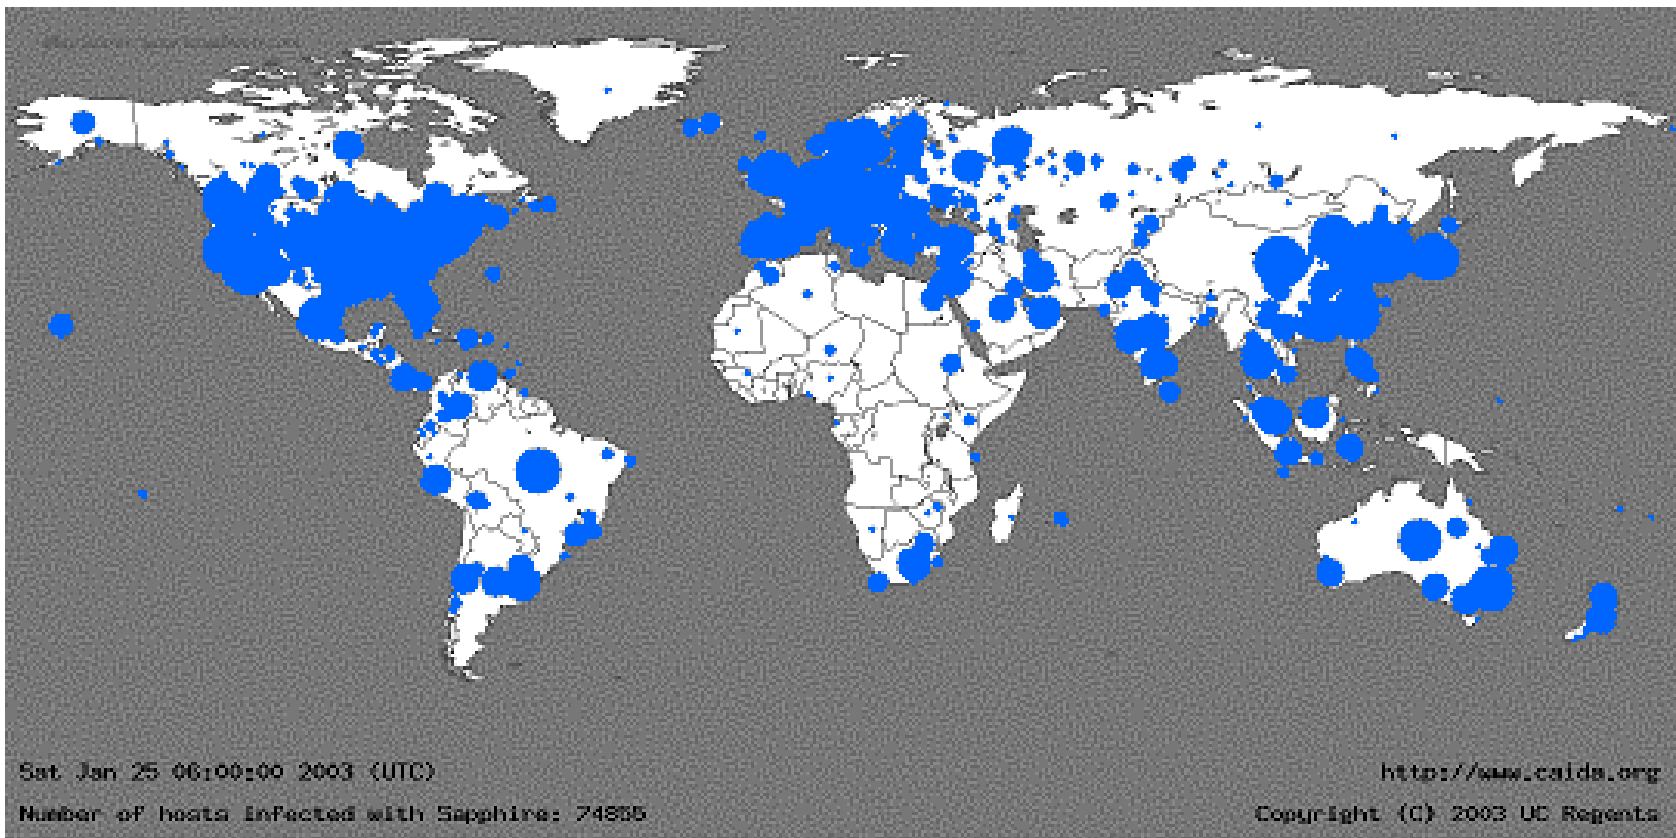 Sat Jan 25 06:00:00 2003 (UTC)
http://www.caida.org
Number of hosts infected with Sapphire: 74855
Copyright (C) 2003 UC Regents